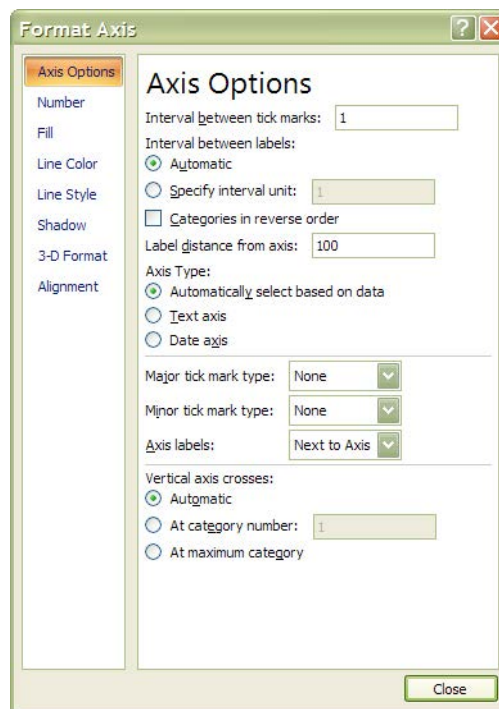 Format Axis
?
X
Axis Options
Number
Fill
Line Color
Line Style
Shadow
3-D Format
Alignment
Axis Options
Interval between tick marks: 1
Interval between labels:
Automatic
Specify interval unit: 1
Categories in reverse order
Label distance from axis: 100
Axis Type:
Automatically select based on data
Text axis
Date axis
Major tick mark type: None
Minor tick mark type: None
Axis labels: Next to Axis
Vertical axis crosses:
Automatic
At category number: 1
At maximum category
Close